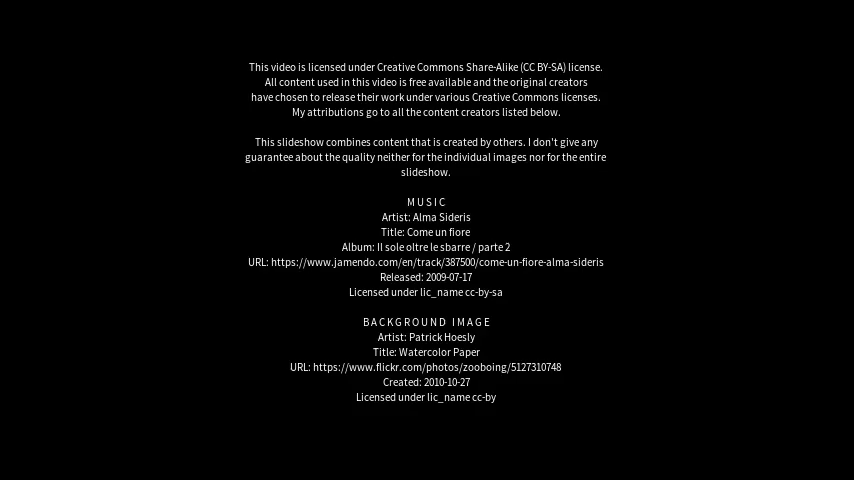 This video is licensed under Creative Commons Share-Alike (CC BY-SA) license.
All content used in this video is free available and the original creators
have chosen to release their work under various Creative Commons licenses.
My attributions go to all the content creators listed below.
This slideshow combines content that is created by others. I don't give any
guarantee about the quality neither for the individual images nor for the entire
slideshow.
MUSIC
Artist: Alma Sideris
Title: Come un fiore
Album: Il sole oltre le sbarre / parte 2
URL: https://www.jamendo.com/en/track/387500/come-un-fiore-alma-sideris
Released: 2009-07-17
Licensed under lic_name cc-by-sa
BACKGROUND IMAGE
Artist: Patrick Hoesly
Title: Watercolor Paper
URL: https://www.flickr.com/photos/zooboing/5127310748
Created: 2010-10-27
Licensed under lic_name cc-by